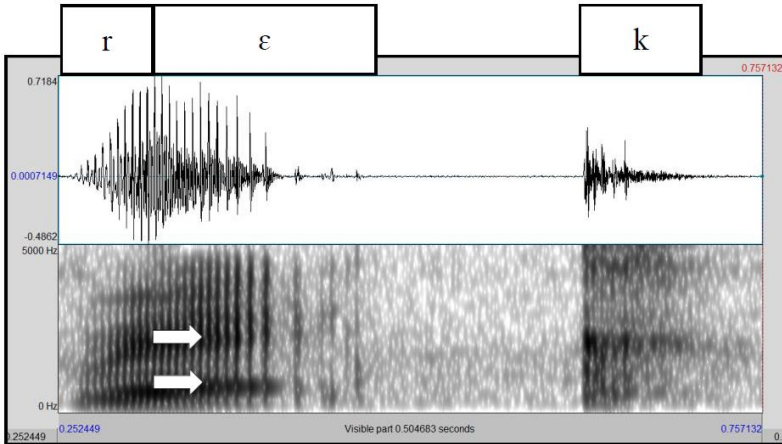 r ɛ k
0.757132
0.7184
0.0007149
-0.4862
5000 Hz
0 Hz
0.252449 0.757132
0.252449 Visible part 0.504683 seconds